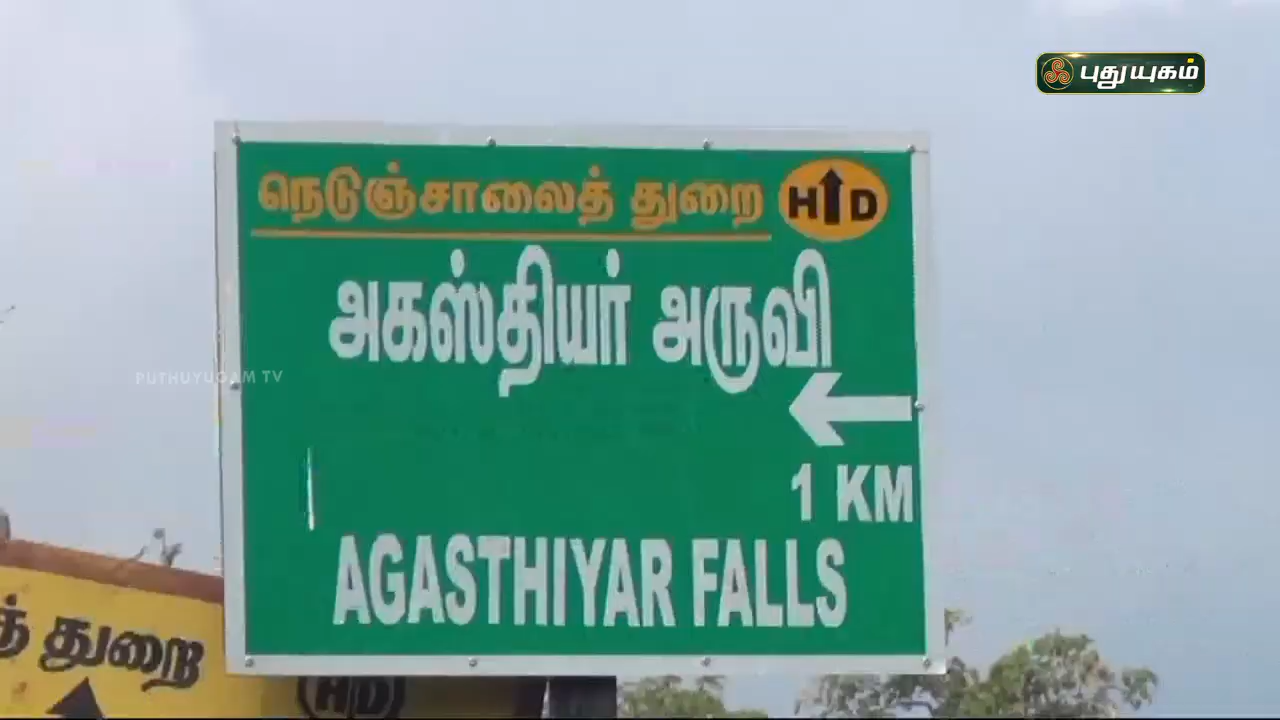 புதுயுகம்
நெடுஞ்சாலைத் துறை H D
அகஸ்தியர் அருவி
PUTHUYUGAM TV
1 KM
AGASTHIYAR FALLS
த் துறை
HD